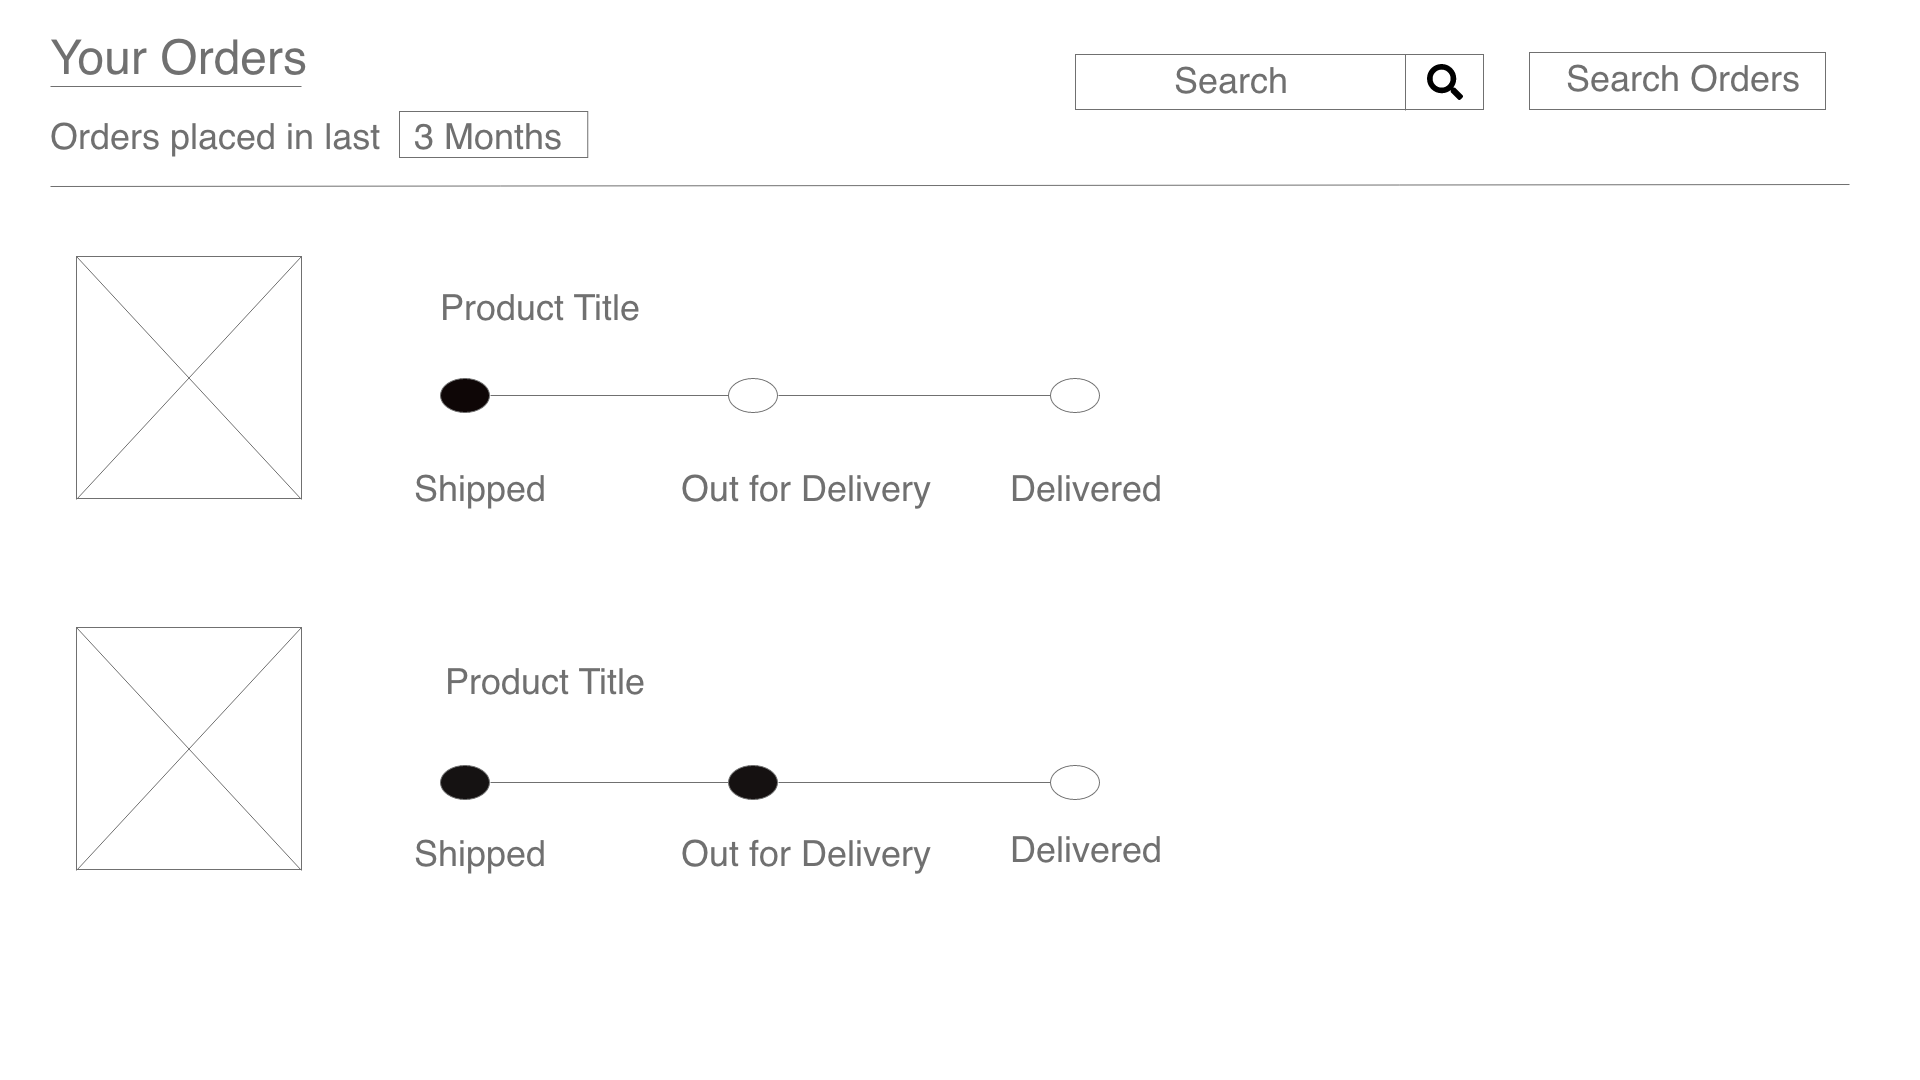 Your Orders
Search
Search Orders
Orders placed in last 3 Months
Product Title
Shipped Out for Delivery Delivered
Product Title
Shipped Out for Delivery Delivered